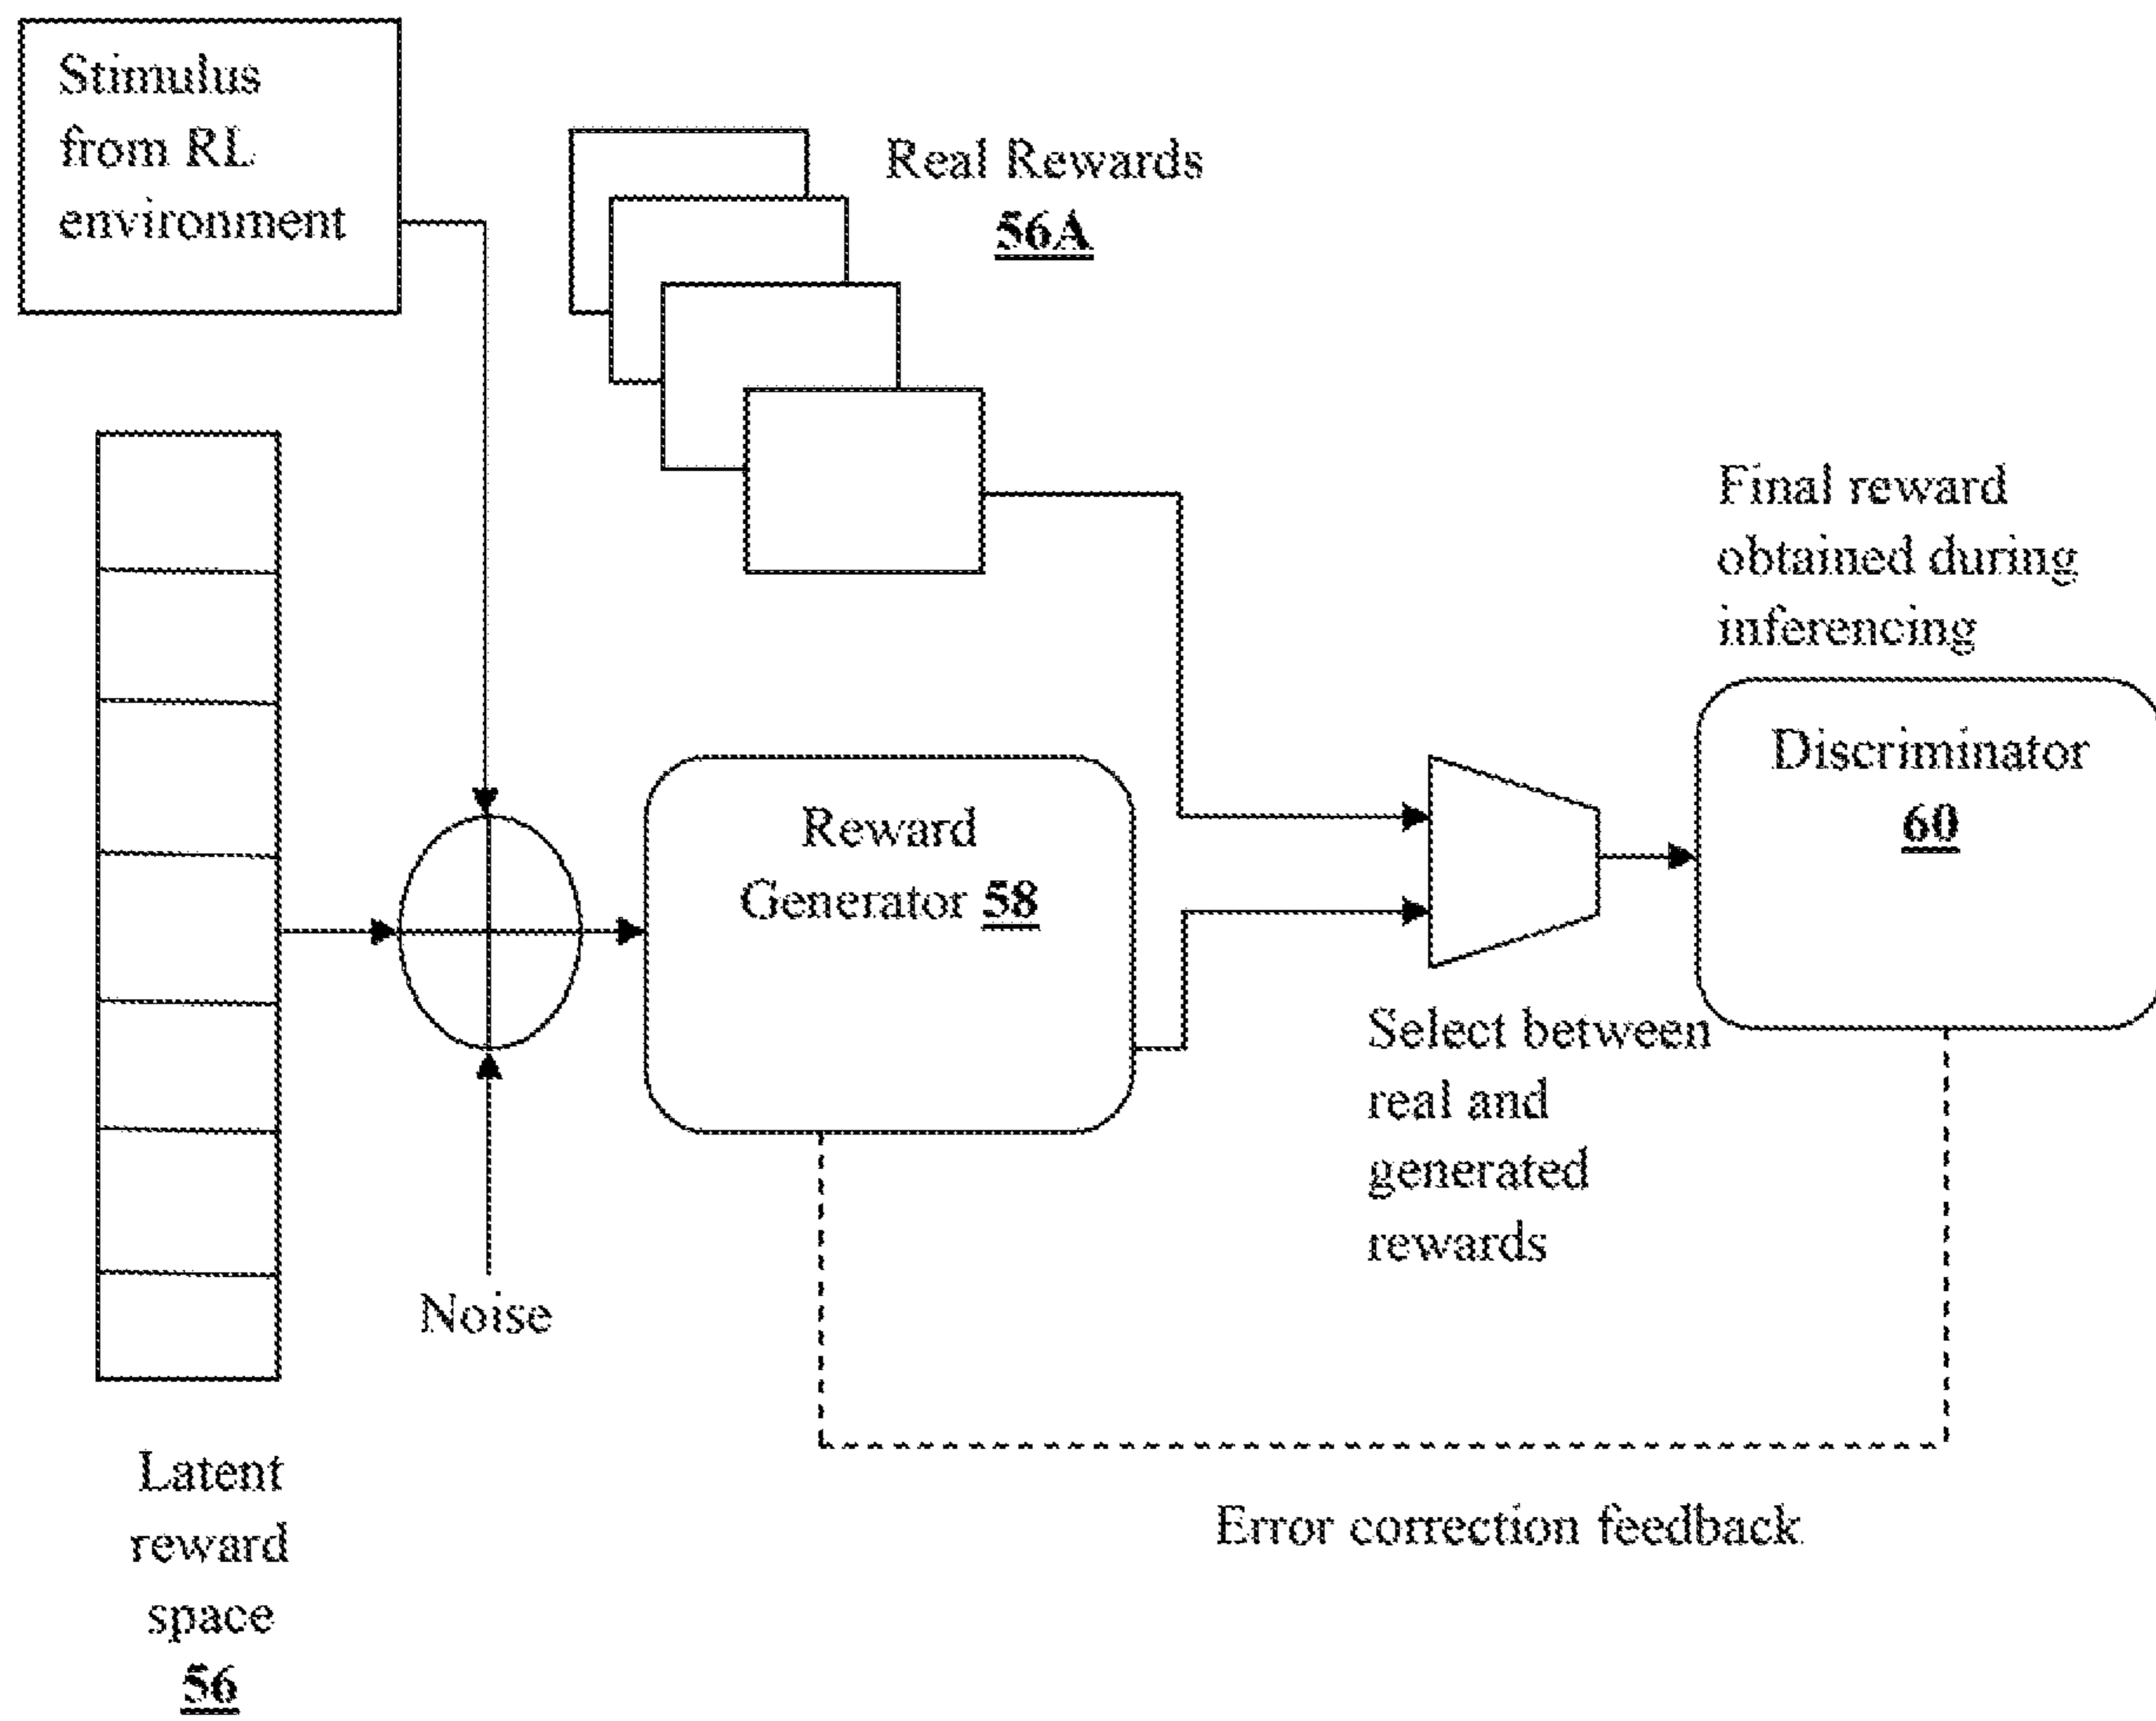 Stimulus
from RL
environment
Real Rewards
56A
Final reward
obtained during
inferencing
Discriminator
60
Reward
Generator 58
Select between
real and
generated
rewards
Noise
Latent
reward
space
56
Error correction feedback